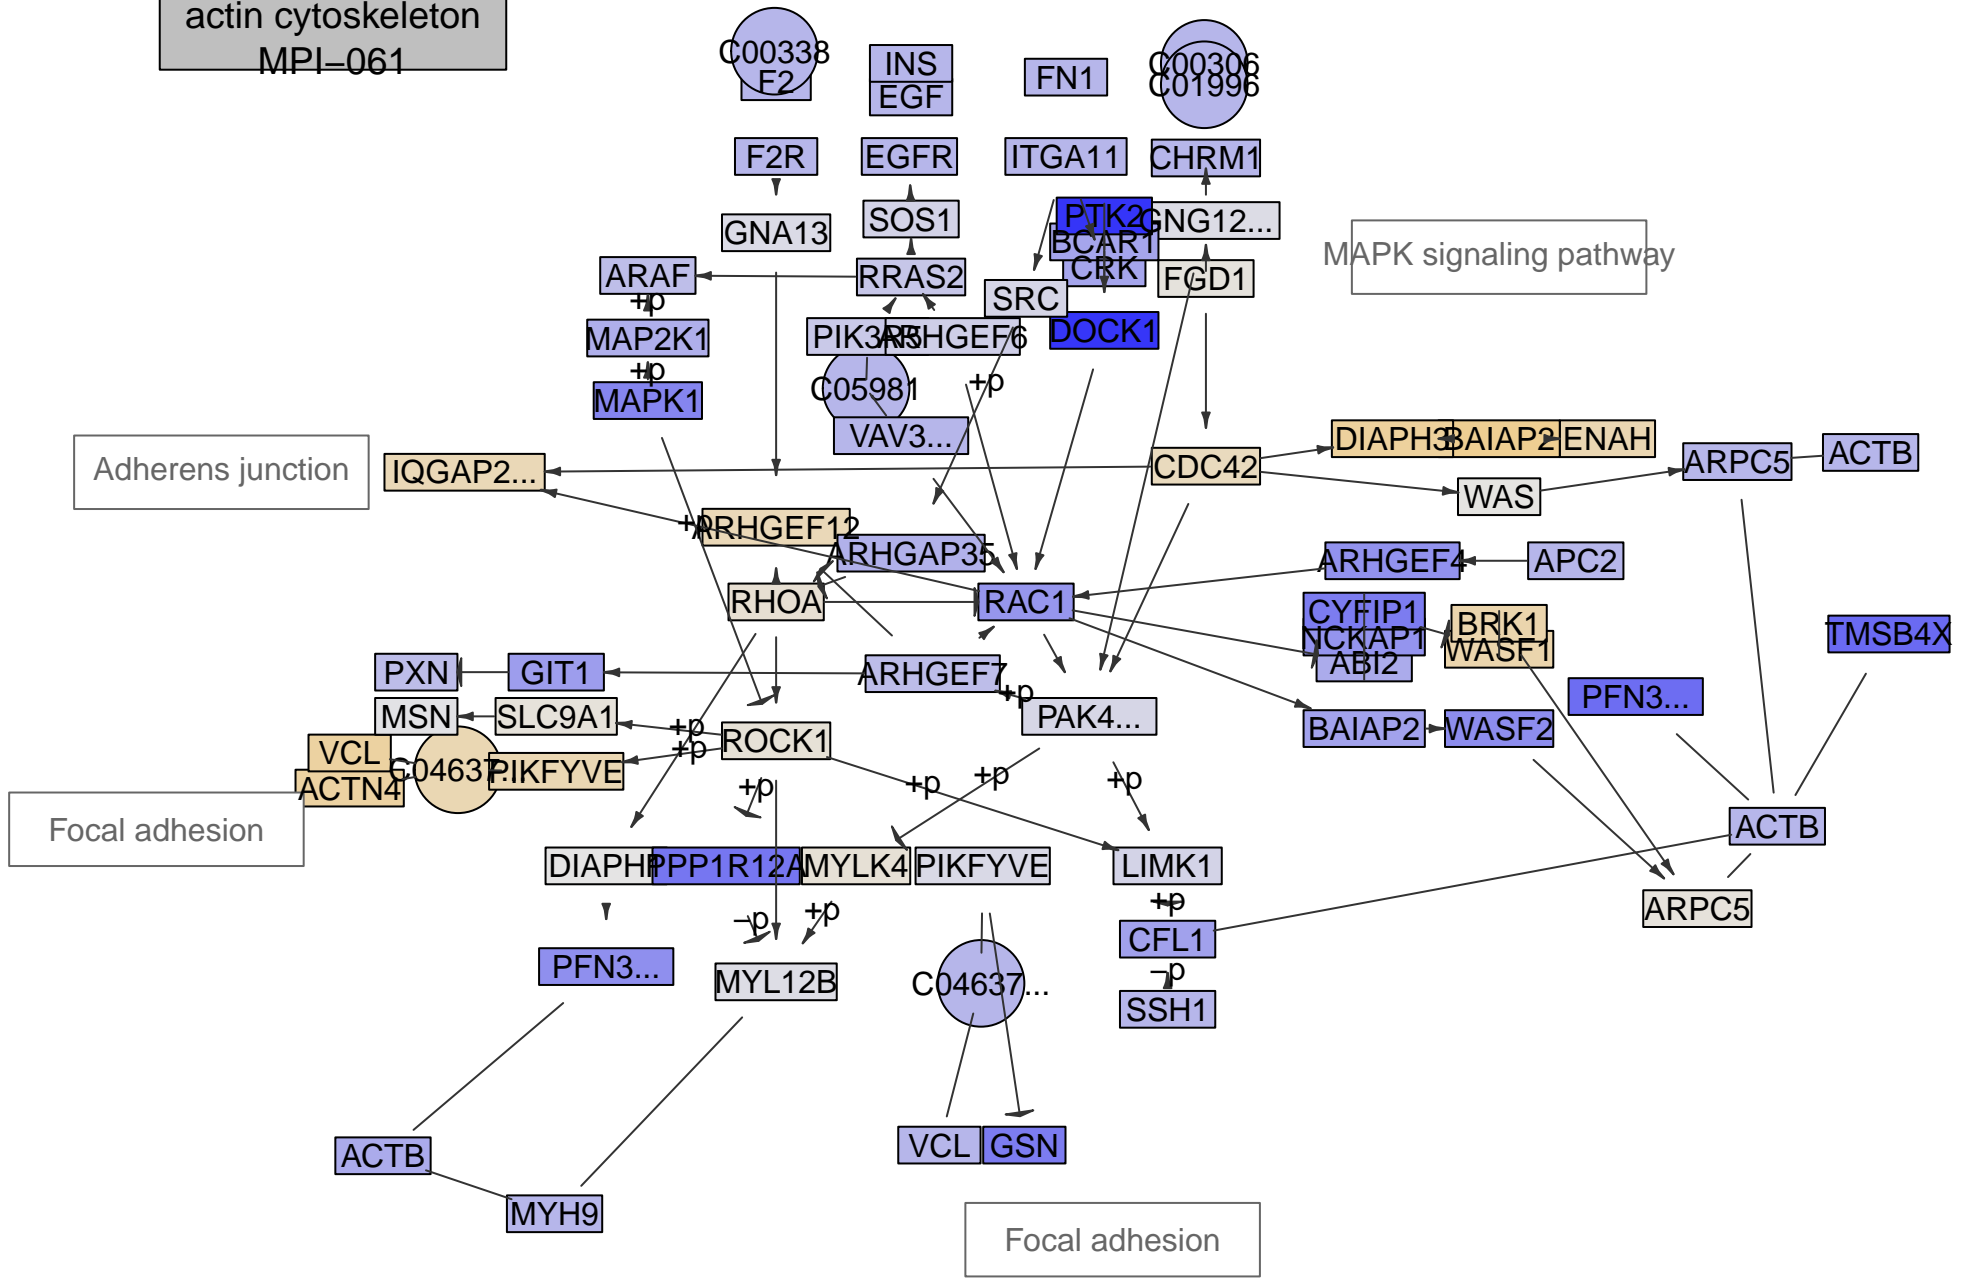 actin cytoskeleton
MPI−061
C00338
F2
INS
EGF
FN1
C00306
C01996
F2R
EGFR
ITGA11
CHRM1
GNA13
SOS1
PTK2
GNG12...
BCAR1
CRK
FGD1
MAPK signaling pathway
ARAF
RRAS2
SRC
+p
MAP2K1
ARHGEF6
DOCK1
+p
MAPK1
C05981
+p
VAV3...
Adherens junction
IQGAP2...
CDC42
DIAPH3
BAIAP2
ENAH
ARPC5
ACTB
WAS
+p
ARHGEF12
ARHGAP35
ARHGEF4
APC2
RHOA
RAC1
CYFIP1
NCKAP1
ABI2
BRK1
WASF1
TMSB4X
PXN
GIT1
ARHGEF7
+p
PFN3...
MSN
SLC9A1
+p
PAK4...
BAIAP2
WASF2
VCL
ACTN4
C04637...
PIKFYVE
+p
ROCK1
+p
+p
+p
+p
Focal adhesion
ACTB
PPP1R12A
MYLK4
PIKFYVE
LIMK1
−p
+p
+p
ARPC5
PFN3...
MYL12B
C04637...
CFL1
−p
SSH1
ACTB
VCL
GSN
MYH9
Focal adhesion